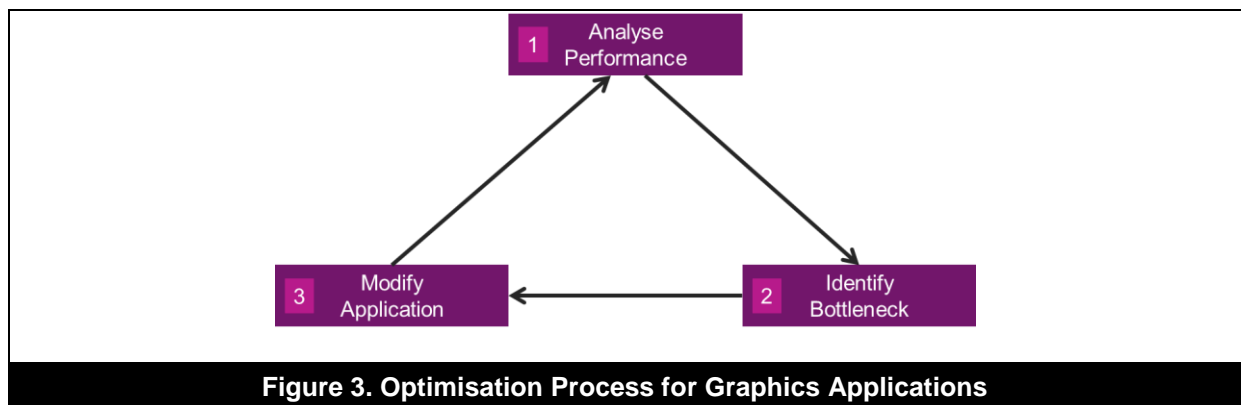 1
Analyse
Performance
3
Modify
Application
2
Identify
Bottleneck
Figure 3. Optimisation Process for Graphics Applications